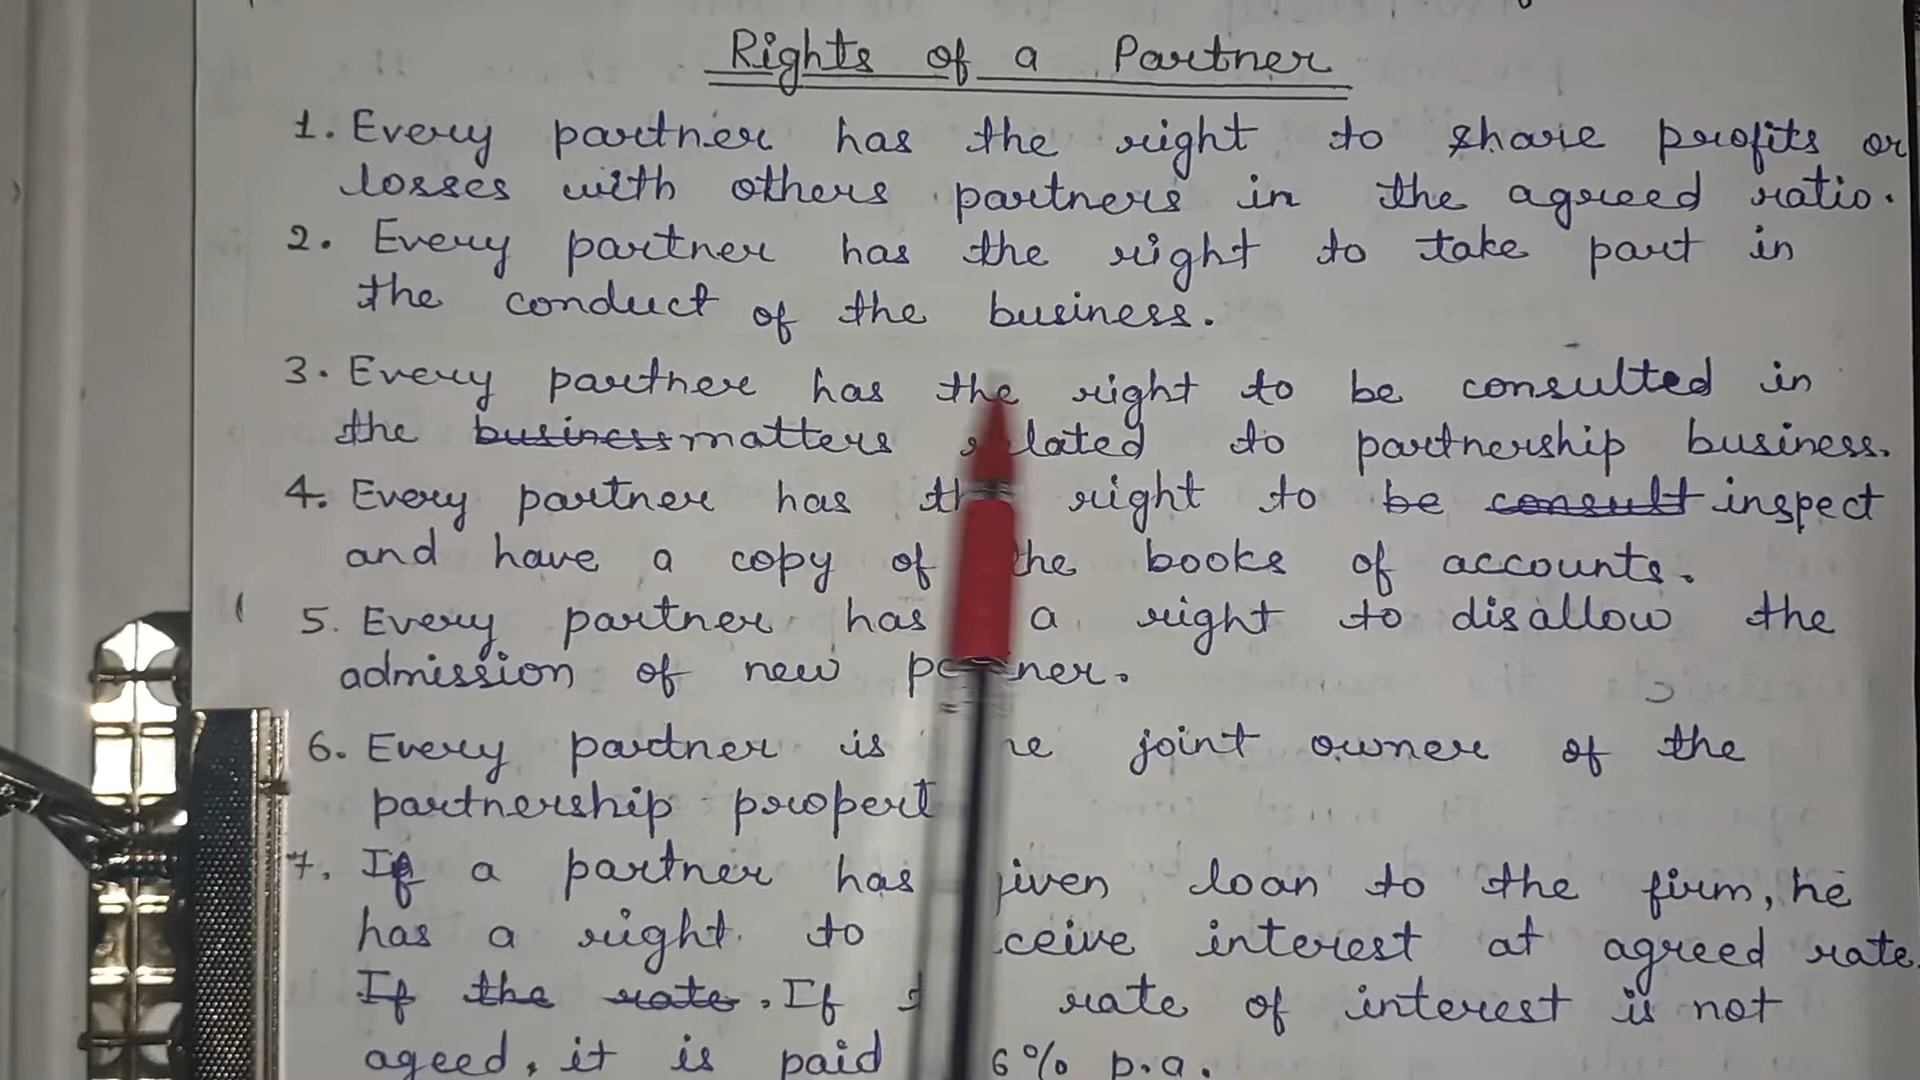 Rights of a Partner
1. Every partner has the right to share profits or
losses with others partners in the agreed ratio.
2. Every partner has the right to take part in
the conduct of the business.
3. Every partner has the right to be consulted in
the business matters related to partnership business.
4. Every partner has the right to be consult inspect
and have a copy of the books of accounts.
5. Every partner has a right to disallow the
admission of new partner.
6. Every partner is joint owner of the
partnership propert
7. If a partner has given loan to the firm, he
has a right to receive interest at agreed rate.
If the rate. If rate of interest is not
ageed, it is paid 6% p.a.